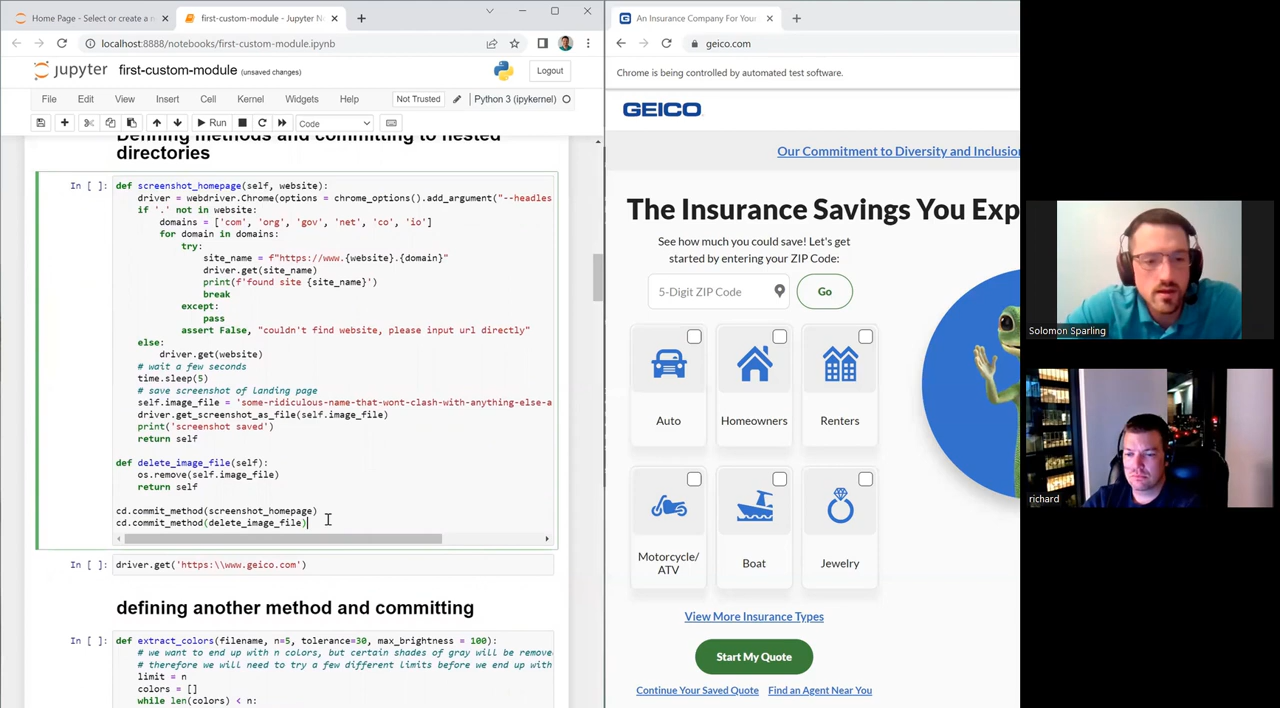 Home Page - Select or create a n
first-custom-module - Jupyter N
localhost:8888/notebooks/first-custom-module.ipynb
jupyter first-custom-module (unsaved changes)
Logout
File Edit View Insert Cell Kernel Widgets Help Not Trusted Python 3 (ipykernel)
Run Code
Defining methods and committing to nested
directories
In [ ]: def screenshot_homepage(self, website):
driver = webdriver.Chrome(options = chrome_options().add_argument("--headles
if '.' not in website:
domains = ['com', 'org', 'gov', 'net', 'co', 'io']
for domain in domains:
try:
site_name = f"https://www.{website}.{domain}"
driver.get(site_name)
print(f'found site {site_name}')
break
except:
pass
assert False, "couldn't find website, please input url directly"
else:
driver.get(website)
# wait a few seconds
time.sleep(5)
# save screenshot of landing page
self.image_file = 'some-ridiculous-name-that-wont-clash-with-anything-else-a
driver.get_screenshot_as_file(self.image_file)
print('screenshot saved')
return self
def delete_image_file(self):
os.remove(self.image_file)
return self
cd.commit_method(screenshot_homepage)
cd.commit_method(delete_image_file)
In [ ]: driver.get('https:\\www.geico.com')
defining another method and committing
In [ ]: def extract_colors(filename, n=5, tolerance=30, max_brightness = 100):
# we want to end up with n colors, but certain shades of gray will be remove
# therefore we will need to try a few different limits before we end up with
limit = n
colors = []
while len(colors) < n:
An Insurance Company For Your
geico.com
Chrome is being controlled by automated test software.
GEICO
Our Commitment to Diversity and Inclusion
The Insurance Savings You Exp
See how much you could save! Let's get
started by entering your ZIP Code:
5-Digit ZIP Code
Go
Auto
Homeowners
Renters
Motorcycle/
ATV
Boat
Jewelry
View More Insurance Types
Start My Quote
Continue Your Saved Quote Find an Agent Near You
Solomon Sparling
richard